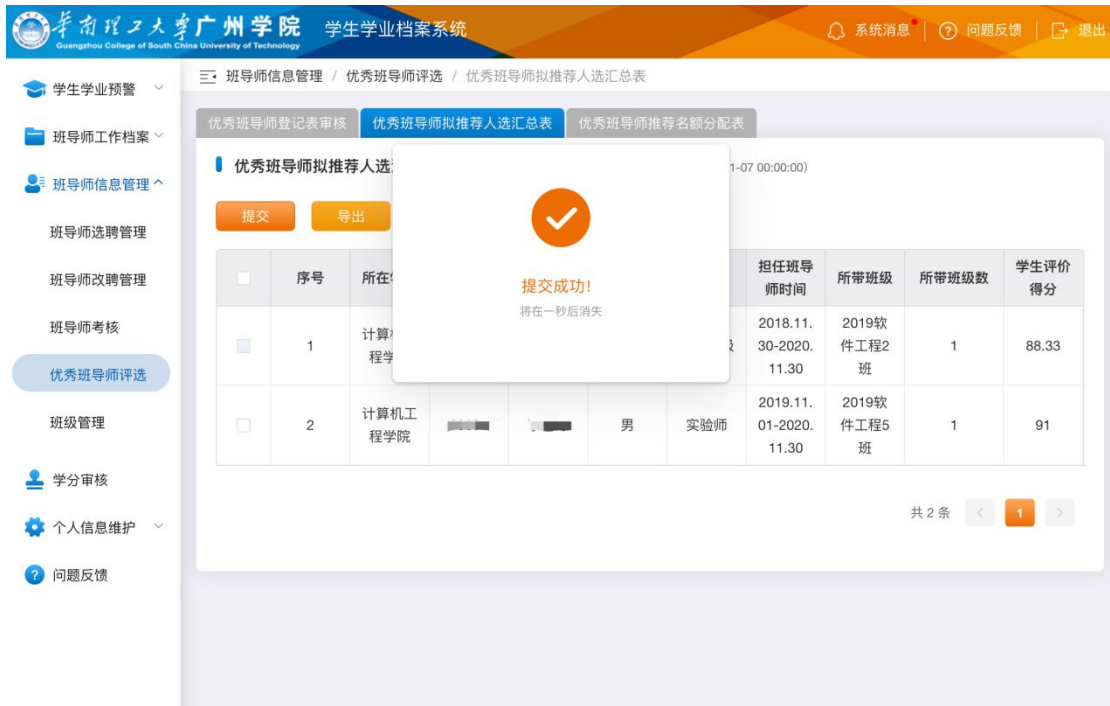 华南理工大学广州学院
Guangzhou College of South China University of Technology
学生学业档案系统
系统消息
问题反馈
退出
学生学业预警
班导师工作档案
班导师信息管理
班导师选聘管理
班导师改聘管理
班导师考核
优秀班导师评选
班级管理
学分审核
个人信息维护
问题反馈
班导师信息管理 / 优秀班导师评选 / 优秀班导师拟推荐人选汇总表
优秀班导师登记表审核
优秀班导师拟推荐人选汇总表
优秀班导师推荐名额分配表
优秀班导师拟推荐人选
1-07 00:00:00)
提交
导出
提交成功!
将在一秒后消失
序号
所在
担任班导
师时间
所带班级
所带班级数
学生评价
得分
1
计算
程学
2018.11.
30-2020.
11.30
2019软
件工程2
班
1
88.33
2
计算机工
程学院
男
实验师
2019.11.
01-2020.
11.30
2019软
件工程5
班
1
91
共 2 条
1